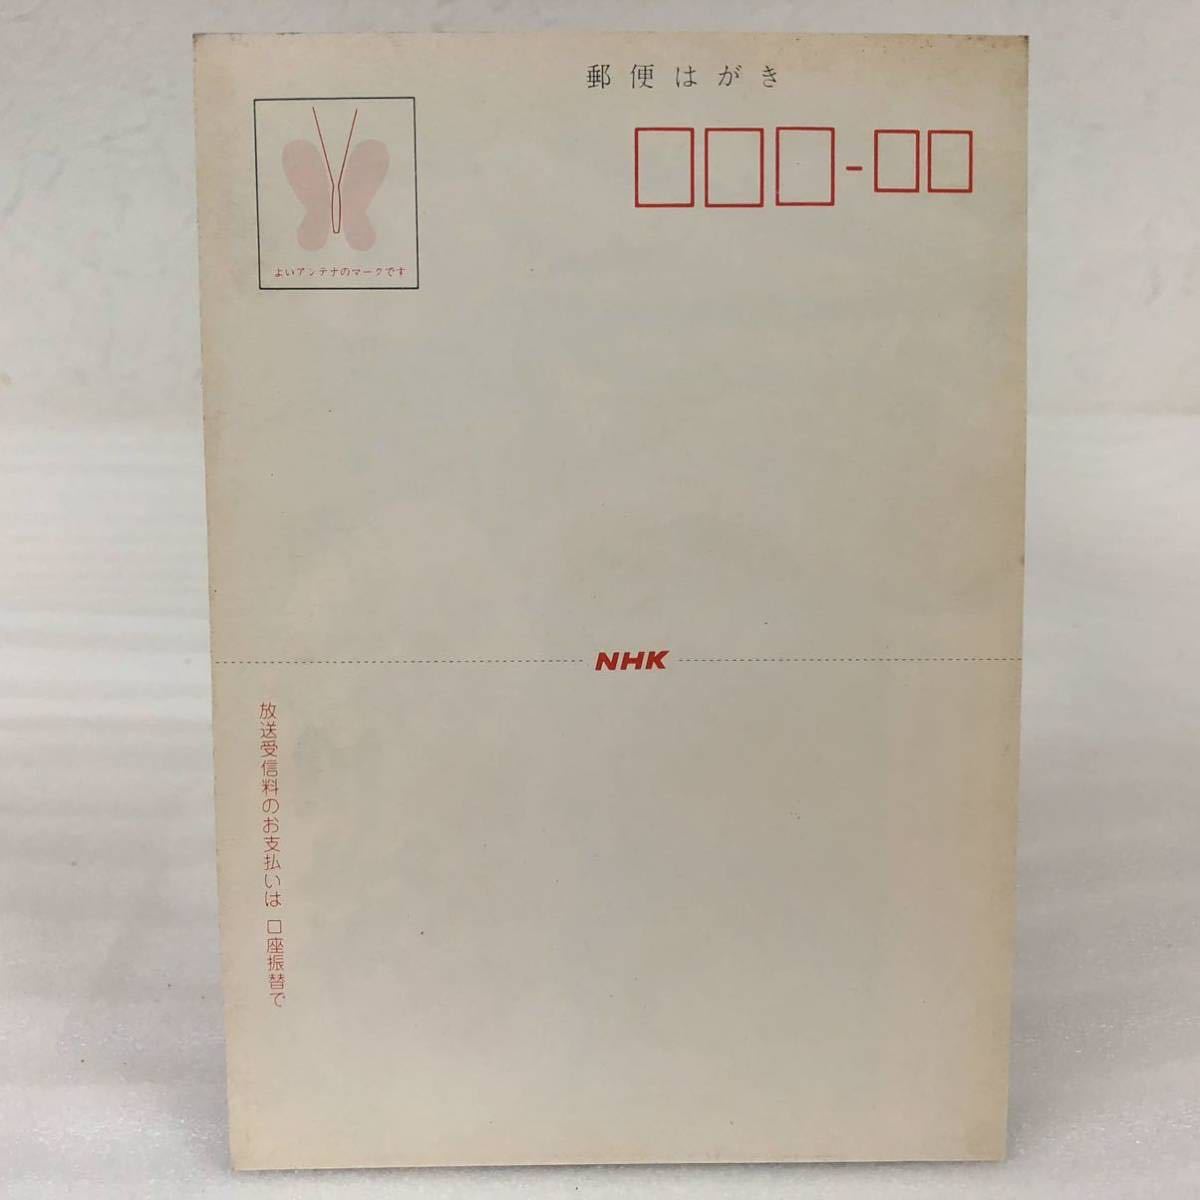 郵便はがき
-
よいアンテナのマークです
NHK
放送受信料のお支払いは 口座振替で